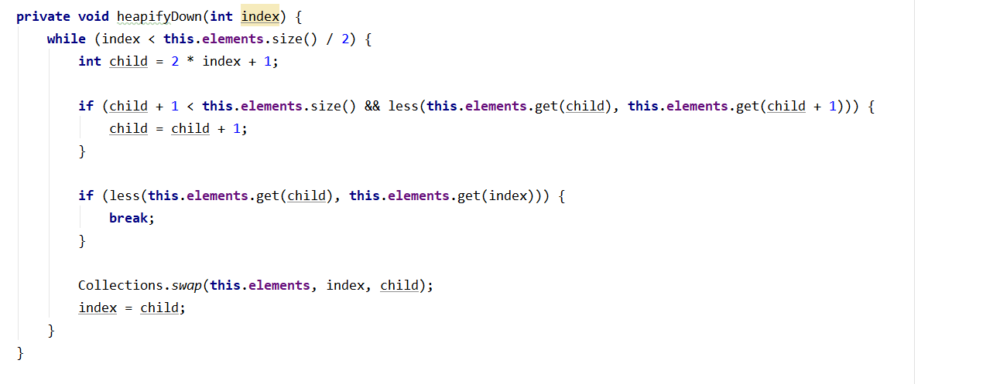 private void heapifyDown(int index) {
    while (index < this.elements.size() / 2) {
        int child = 2 * index + 1;

        if (child + 1 < this.elements.size() && less(this.elements.get(child), this.elements.get(child + 1))) {
            child = child + 1;
        }

        if (less(this.elements.get(child), this.elements.get(index))) {
            break;
        }

        Collections.swap(this.elements, index, child);
        index = child;
    }
}